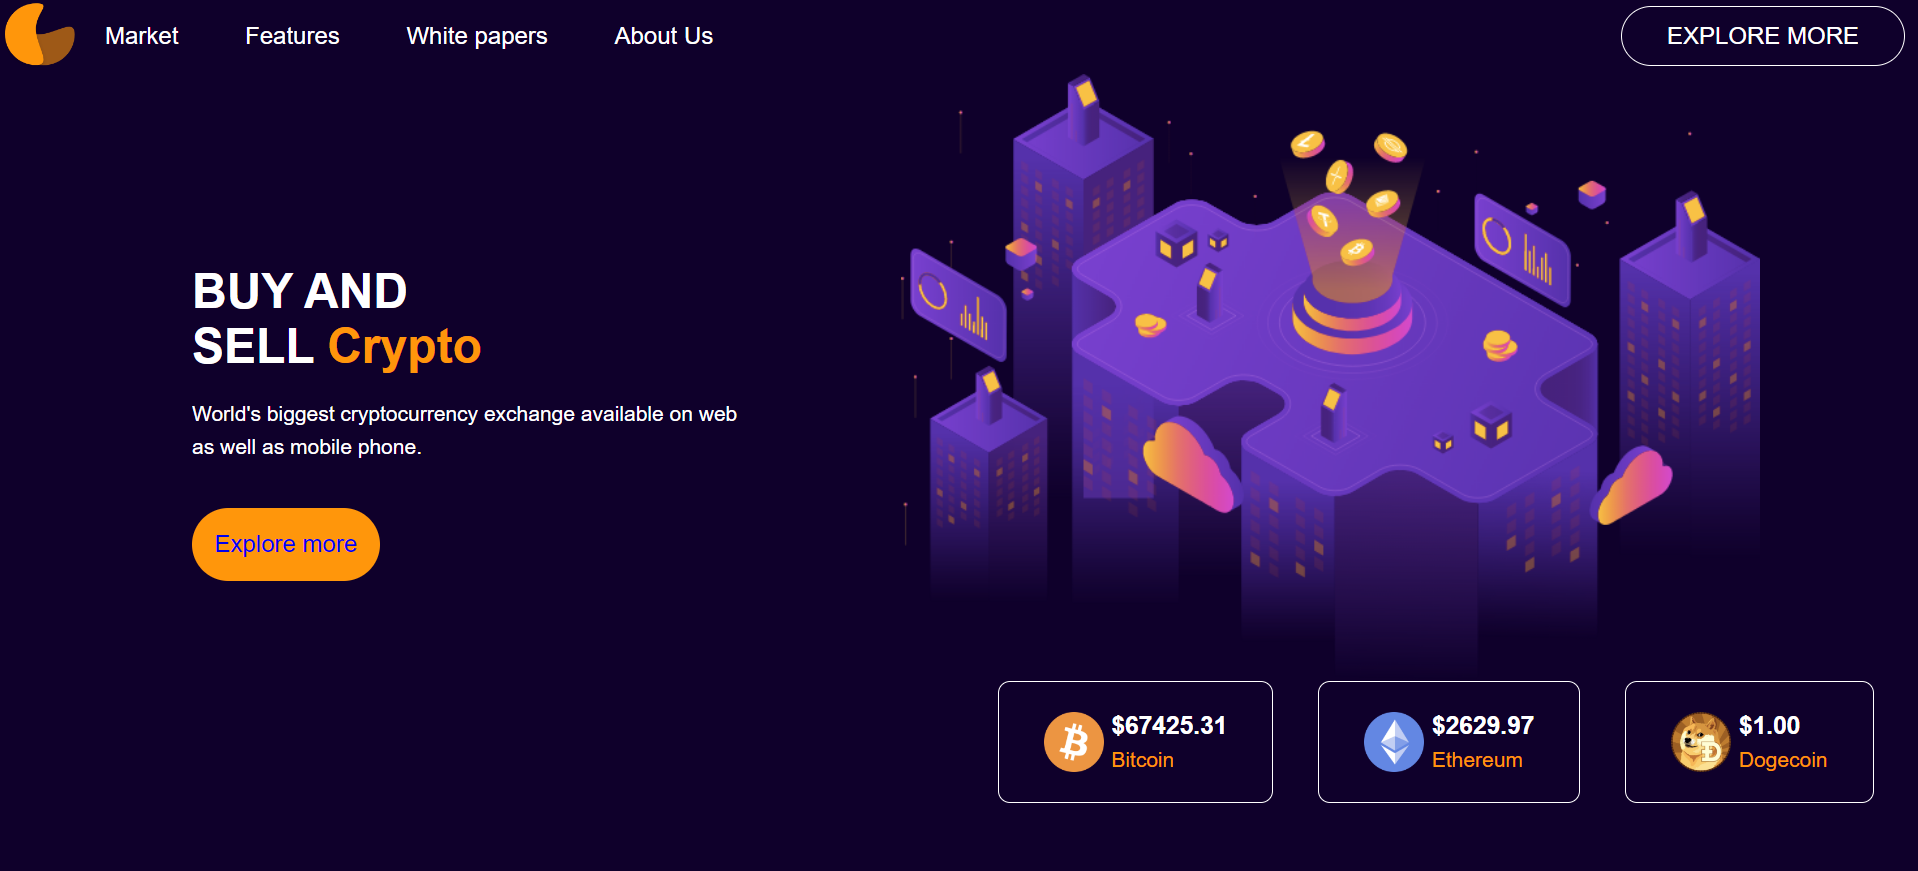 Market
Features
White papers
About Us
EXPLORE MORE
BUY AND
SELL Crypto
World's biggest cryptocurrency exchange available on web
as well as mobile phone.
Explore more
$67425.31
Bitcoin
$2629.97
Ethereum
$1.00
Dogecoin